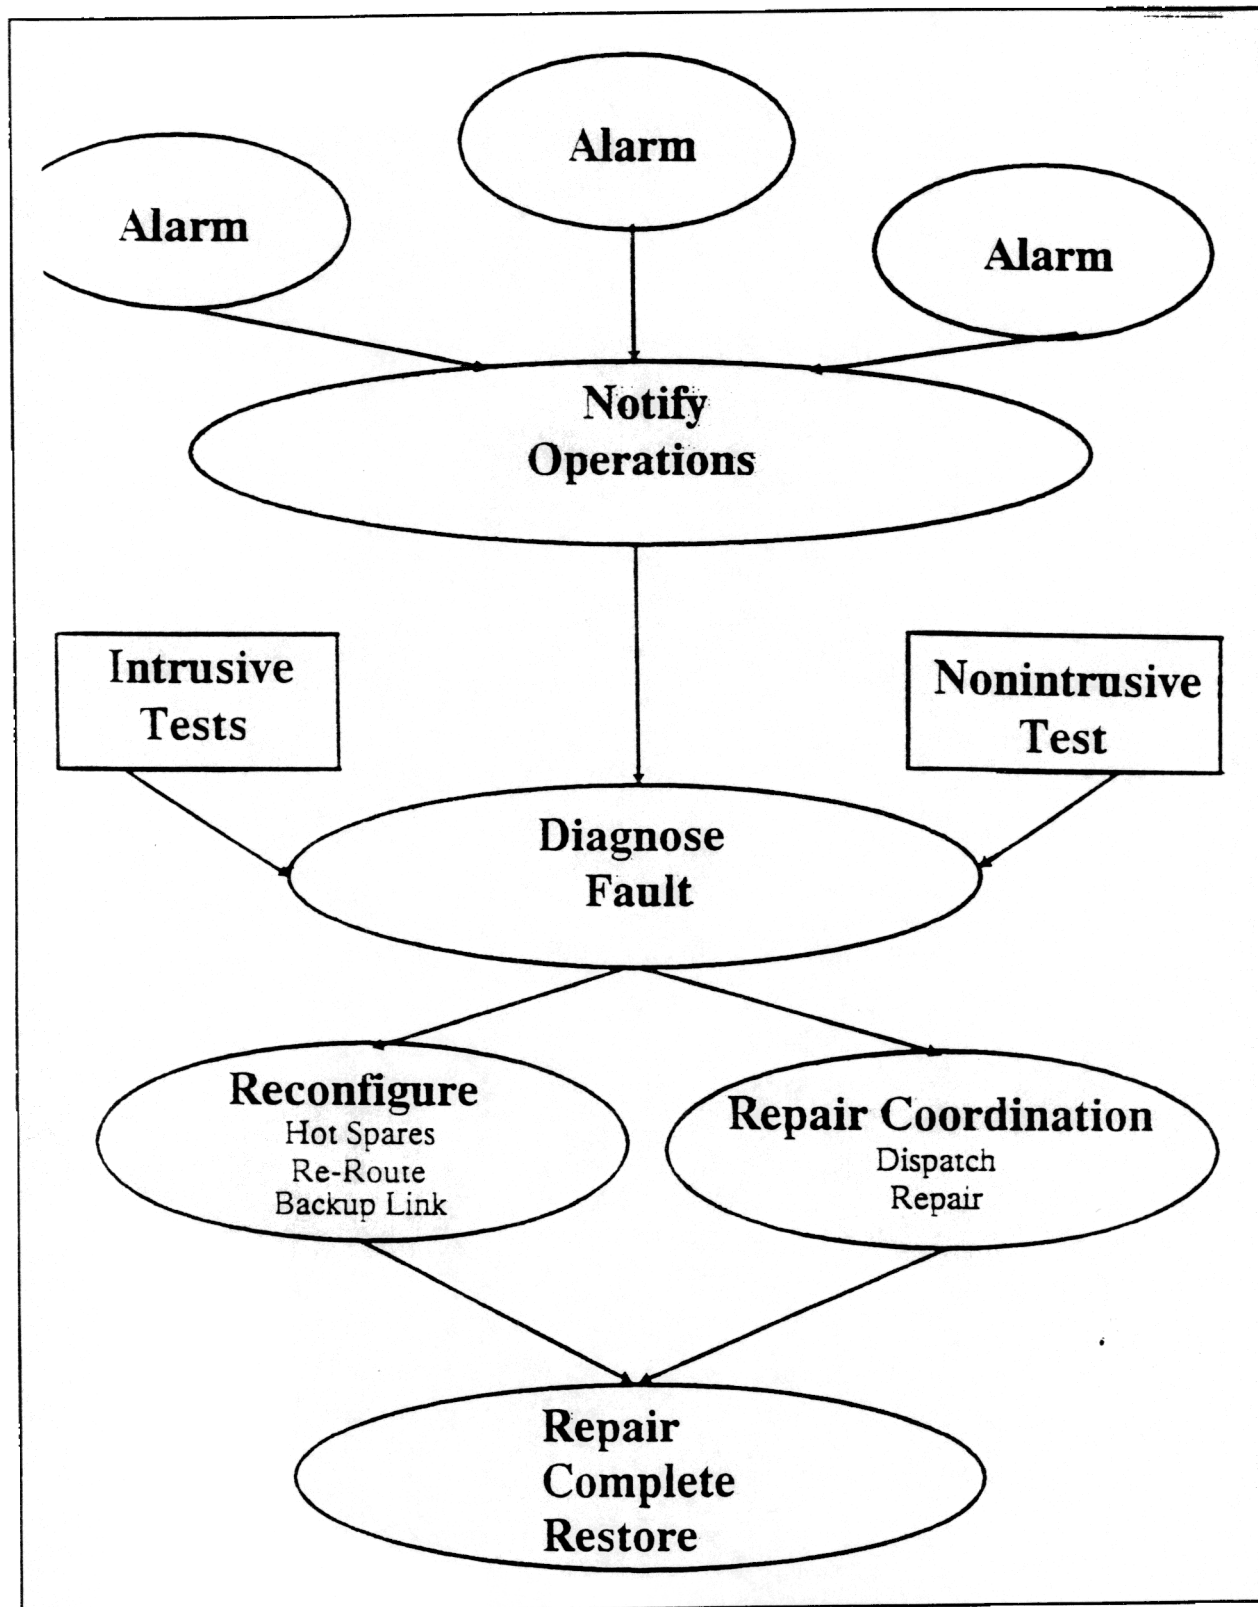 Alarm
Alarm
Alarm
Notify
Operations
Intrusive
Tests
Nonintrusive
Test
Diagnose
Fault
Reconfigure
Hot Spares
Re-Route
Backup Link
Repair Coordination
Dispatch
Repair
Repair
Complete
Restore